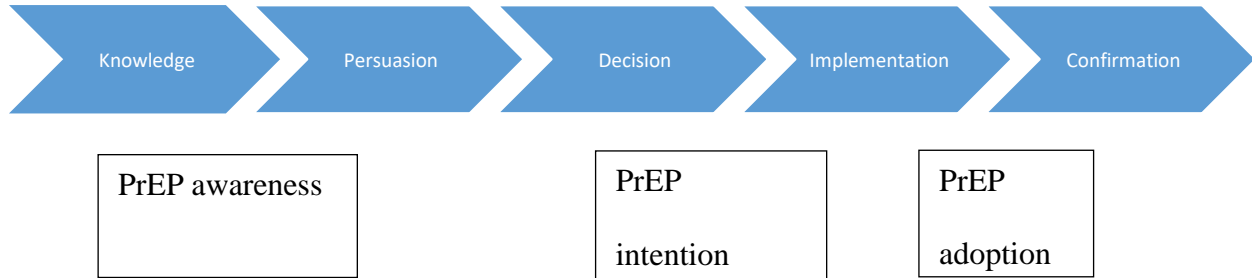 Knowledge
Persuasion
Decision
Implementation
Confirmation
PrEP awareness
PrEP
intention
PrEP
adoption